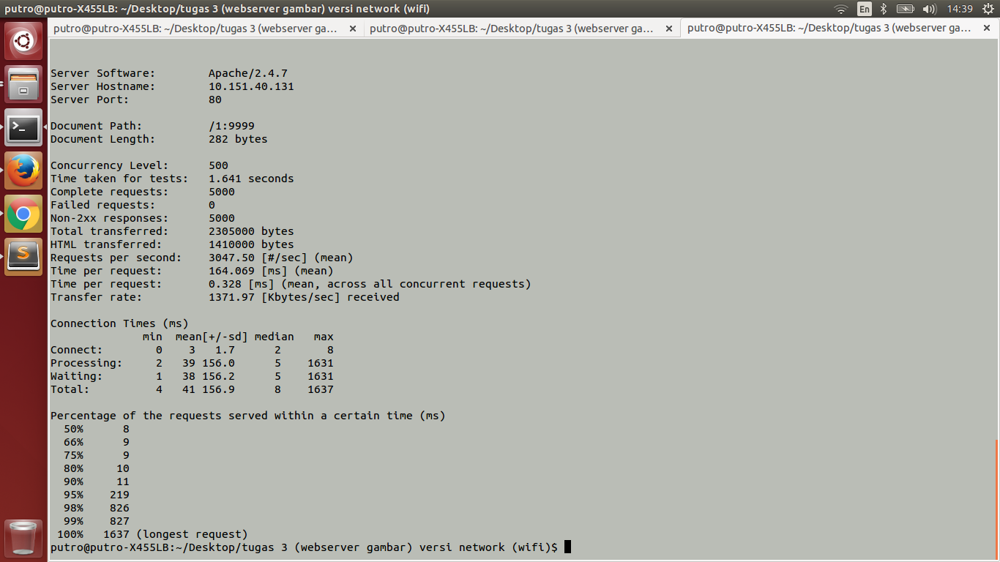 putro@putro-X455LB: ~/Desktop/tugas 3 (webserver gambar) versi network (wifi)
En
14:39
putro@putro-X455LB: ~/Desktop/tugas 3 (webserver ga...
putro@putro-X455LB: ~/Desktop/tugas 3 (webserver ga...
putro@putro-X455LB: ~/Desktop/tugas 3 (webserver ga...
Server Software:        Apache/2.4.7
Server Hostname:        10.151.40.131
Server Port:            80
Document Path:          /1:9999
Document Length:        282 bytes
Concurrency Level:      500
Time taken for tests:   1.641 seconds
Complete requests:      5000
Failed requests:        0
Non-2xx responses:      5000
Total transferred:      2305000 bytes
HTML transferred:       1410000 bytes
Requests per second:    3047.50 [#/sec] (mean)
Time per request:       164.069 [ms] (mean)
Time per request:       0.328 [ms] (mean, across all concurrent requests)
Transfer rate:          1371.97 [Kbytes/sec] received
Connection Times (ms)
              min  mean[+/-sd] median   max
Connect:        0    3   1.7      2       8
Processing:     2   39 156.0      5    1631
Waiting:        1   38 156.2      5    1631
Total:          4   41 156.9      8    1637
Percentage of the requests served within a certain time (ms)
  50%      8
  66%      9
  75%      9
  80%     10
  90%     11
  95%    219
  98%    826
  99%    827
 100%   1637 (longest request)
putro@putro-X455LB:~/Desktop/tugas 3 (webserver gambar) versi network (wifi)$